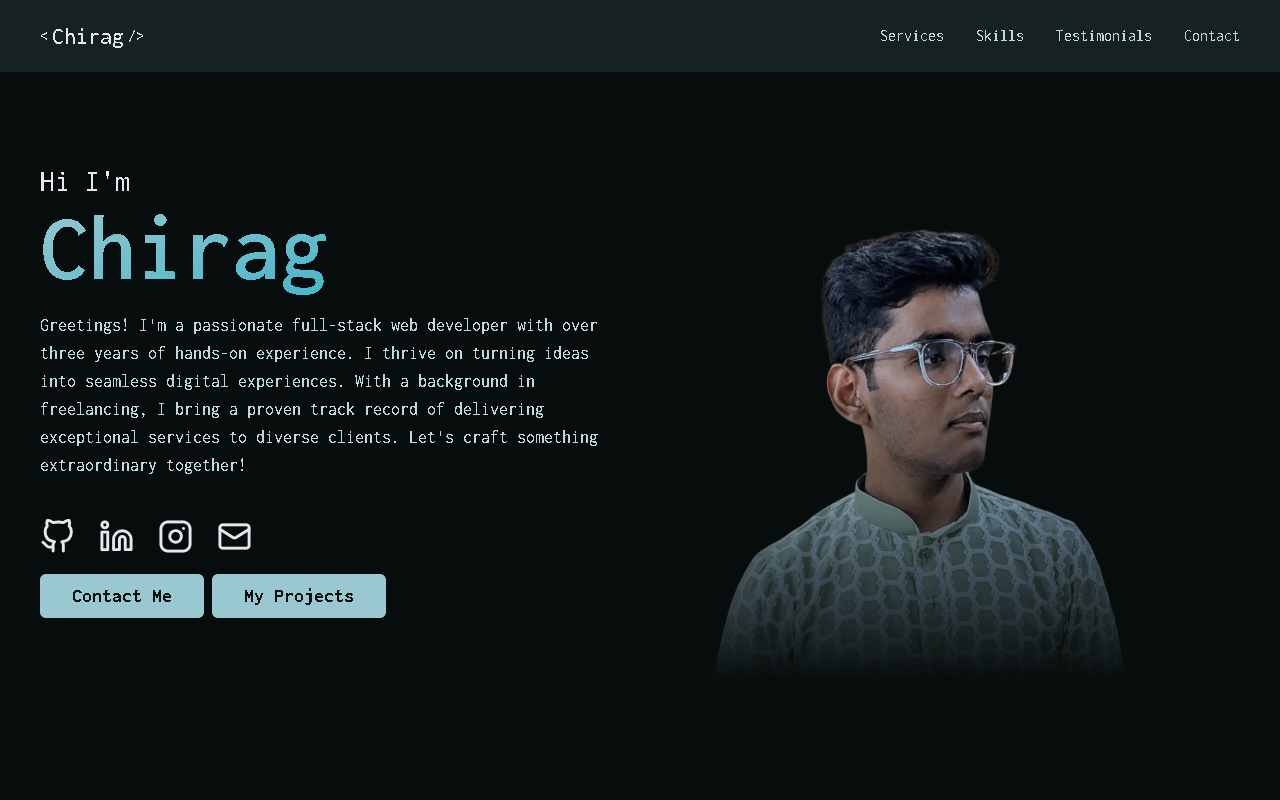 <Chirag/>
Services Skills Testimonials Contact
Hi I'm
Chirag
Greetings! I'm a passionate full-stack web developer with over
three years of hands-on experience. I thrive on turning ideas
into seamless digital experiences. With a background in
freelancing, I bring a proven track record of delivering
exceptional services to diverse clients. Let's craft something
extraordinary together!
in
Contact Me My Projects